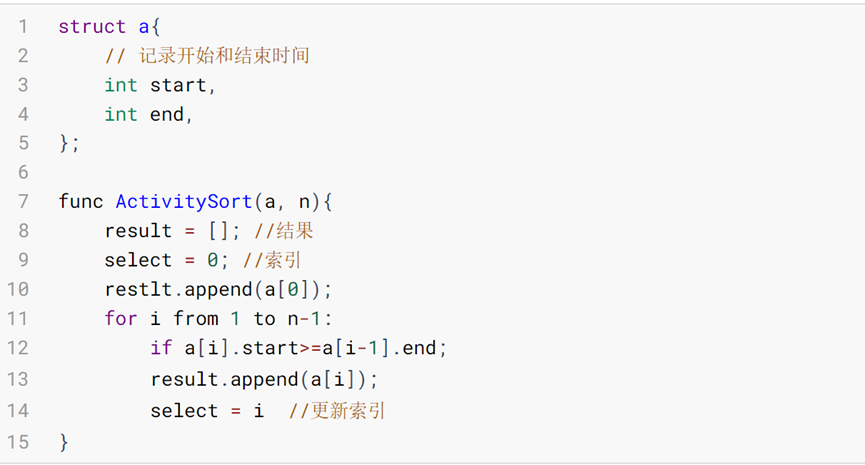 1 struct a{
2 // 记录开始和结束时间
3 int start,
4 int end,
5 };
6
7 func ActivitySort(a, n){
8 result = []; //结果
9 select = 0; //索引
10 restlt.append(a[0]);
11 for i from 1 to n-1:
12 if a[i].start>=a[i-1].end;
13 result.append(a[i]);
14 select = i //更新索引
15 }